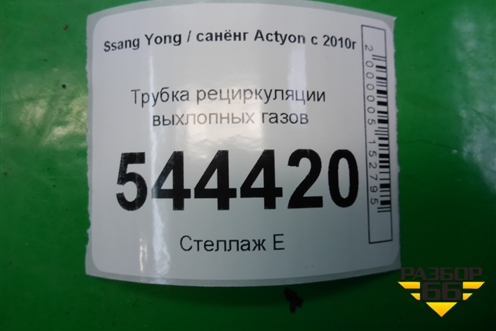 Ssang Yong / санёнг Actyon с 2010г
Трубка рециркуляции
выхлопных газов
544420
Стеллаж Е
2000005152795
РАЗБОР
66